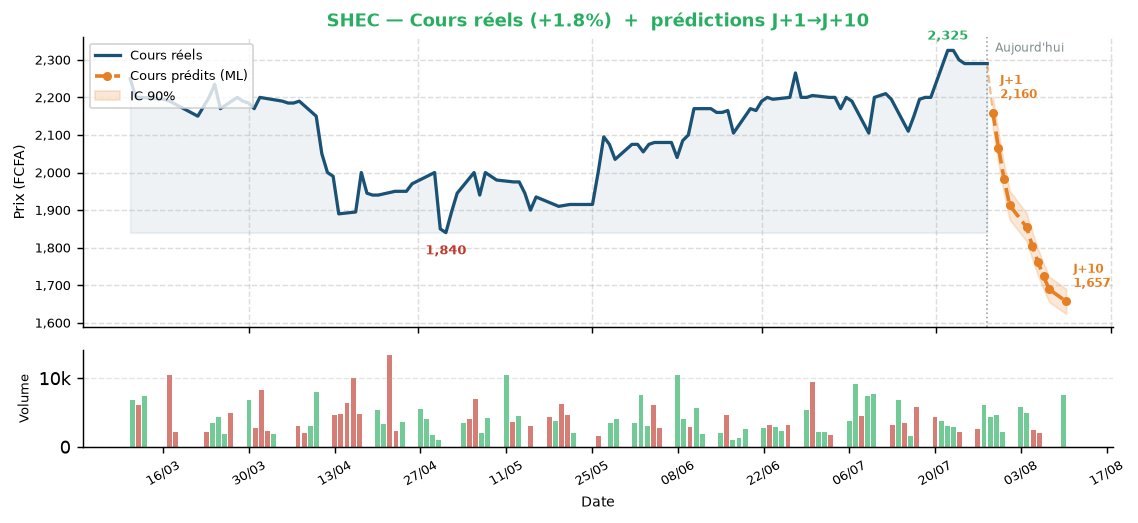 SHEC — Cours réels (+1.8%)  +  prédictions J+1→J+10
Cours réels
Cours prédits (ML)
IC 90%
2,325
Aujourd'hui
J+1
2,160
1,840
J+10
1,657
Prix (FCFA)
2,300
2,200
2,100
2,000
1,900
1,800
1,700
1,600
Volume
10k
0
16/03
30/03
13/04
27/04
11/05
25/05
08/06
22/06
06/07
20/07
03/08
17/08
Date